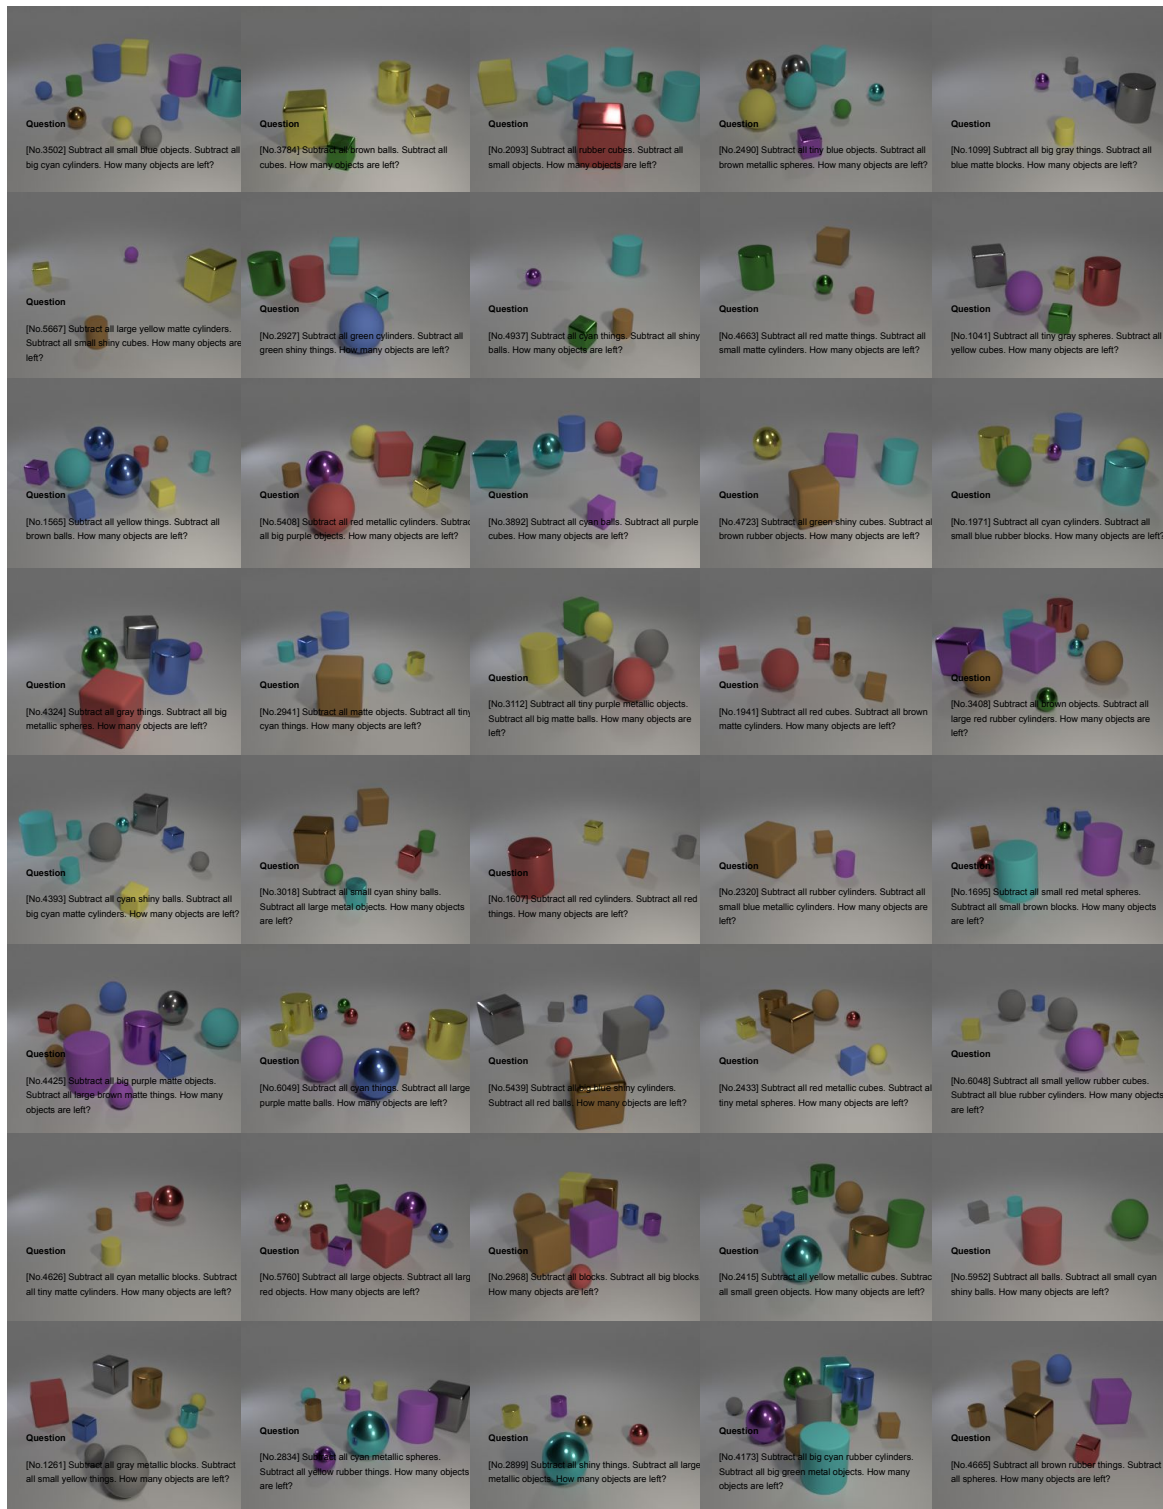 Question
[No.3502] Subtract all small blue objects. Subtract all
big cyan cylinders. How many objects are left?
Question
[No.3784] Subtract all brown balls. Subtract all
cubes. How many objects are left?
Question
[No.2093] Subtract all rubber cubes. Subtract all
small objects. How many objects are left?
Question
[No.2490] Subtract all tiny blue objects. Subtract all
brown metallic spheres. How many objects are left?
Question
[No.1099] Subtract all big gray things. Subtract all
blue matte blocks. How many objects are left?
Question
[No.5667] Subtract all large yellow matte cylinders.
Subtract all small shiny cubes. How many objects are
left?
Question
[No.2927] Subtract all green cylinders. Subtract all
green shiny things. How many objects are left?
Question
[No.4937] Subtract all cyan things. Subtract all shiny
balls. How many objects are left?
Question
[No.4663] Subtract all red matte things. Subtract all
small matte cylinders. How many objects are left?
Question
[No.1041] Subtract all tiny gray spheres. Subtract all
yellow cubes. How many objects are left?
Question
[No.1565] Subtract all yellow things. Subtract all
brown balls. How many objects are left?
Question
[No.5408] Subtract all red metallic cylinders. Subtrac
all big purple objects. How many objects are left?
Question
[No.3892] Subtract all cyan balls. Subtract all purple
cubes. How many objects are left?
Question
[No.4723] Subtract all green shiny cubes. Subtract al
brown rubber objects. How many objects are left?
Question
[No.1971] Subtract all cyan cylinders. Subtract all
small blue rubber blocks. How many objects are left?
Question
[No.4324] Subtract all gray things. Subtract all big
metallic spheres. How many objects are left?
Question
[No.2941] Subtract all matte objects. Subtract all tiny
cyan things. How many objects are left?
Question
[No.3112] Subtract all tiny purple metallic objects.
Subtract all big matte balls. How many objects are
left?
Question
[No.1941] Subtract all red cubes. Subtract all brown
matte cylinders. How many objects are left?
Question
[No.3408] Subtract all brown objects. Subtract all
large red rubber cylinders. How many objects are
left?
Question
[No.4393] Subtract all cyan shiny balls. Subtract all
big cyan matte cylinders. How many objects are left?
Question
[No.3018] Subtract all small cyan shiny balls.
Subtract all large metal objects. How many objects
are left?
Question
[No.1607] Subtract all red cylinders. Subtract all red
things. How many objects are left?
Question
[No.2320] Subtract all rubber cylinders. Subtract all
small blue metallic cylinders. How many objects are
left?
Question
[No.1695] Subtract all small red metal spheres.
Subtract all small brown blocks. How many objects
are left?
Question
[No.4425] Subtract all big purple matte objects.
Subtract all large brown matte things. How many
objects are left?
Question
[No.6049] Subtract all cyan things. Subtract all large
purple matte balls. How many objects are left?
Question
[No.5439] Subtract all big blue shiny cylinders.
Subtract all red balls. How many objects are left?
Question
[No.2433] Subtract all red metallic cubes. Subtract al
tiny metal spheres. How many objects are left?
Question
[No.6048] Subtract all small yellow rubber cubes.
Subtract all blue rubber cylinders. How many objects
are left?
Question
[No.4626] Subtract all cyan metallic blocks. Subtract
all tiny matte cylinders. How many objects are left?
Question
[No.5760] Subtract all large objects. Subtract all larg
red objects. How many objects are left?
Question
[No.2968] Subtract all blocks. Subtract all big blocks
How many objects are left?
Question
[No.2415] Subtract all yellow metallic cubes. Subtrac
all small green objects. How many objects are left?
Question
[No.5952] Subtract all balls. Subtract all small cyan
shiny balls. How many objects are left?
Question
[No.1261] Subtract all gray metallic blocks. Subtract
all small yellow things. How many objects are left?
Question
[No.2834] Subtract all cyan metallic spheres.
Subtract all yellow rubber things. How many objects
are left?
Question
[No.2899] Subtract all shiny things. Subtract all large
metallic objects. How many objects are left?
Question
[No.4173] Subtract all big cyan rubber cylinders.
Subtract all big green metal objects. How many
objects are left?
Question
[No.4665] Subtract all brown rubber things. Subtract
all spheres. How many objects are left?